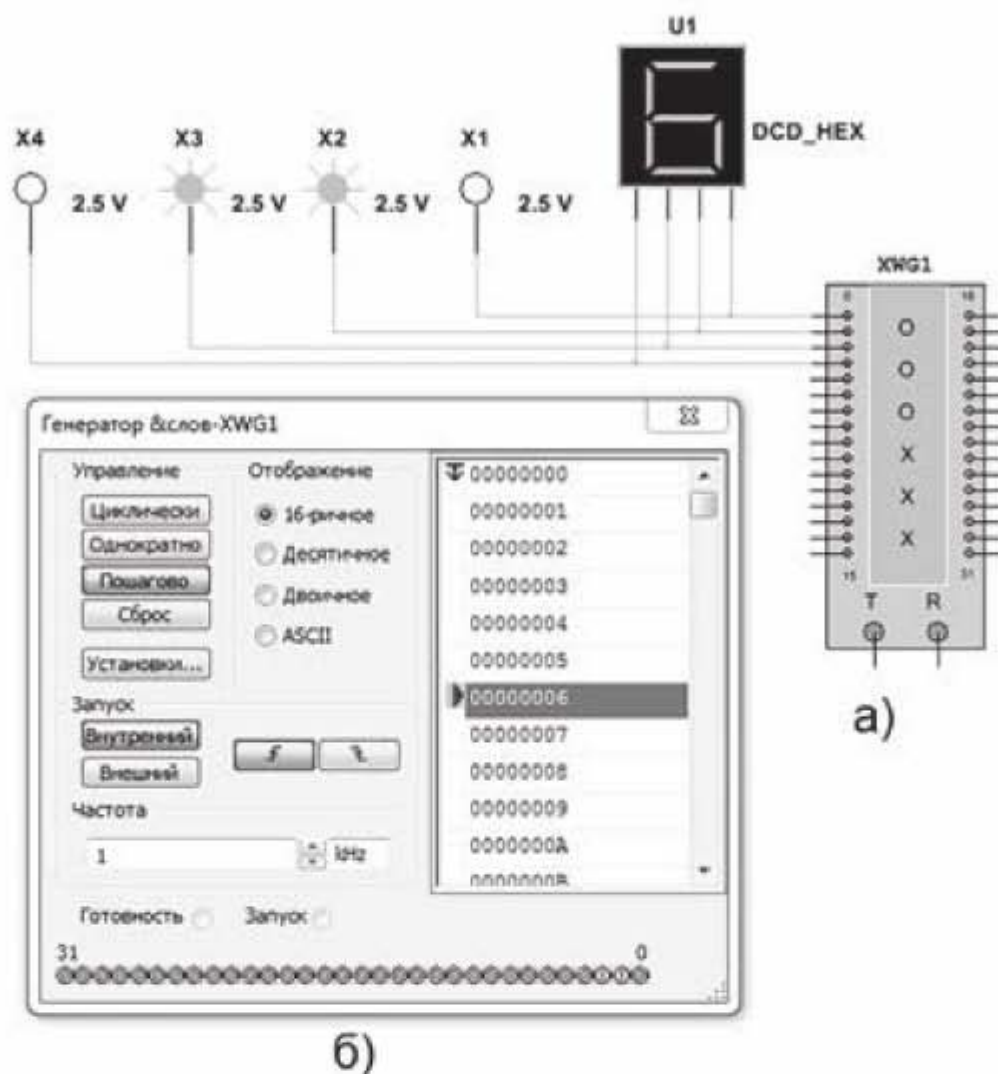 U1
DCD_HEX
X4
X3
X2
X1
2.5 V
2.5 V
2.5 V
2.5 V
XWG1
0
16
O
O
O
X
X
X
15
31
T
R
а)
Генератор &слов-XWG1
Управление
Циклически
Однократно
Пошагово
Сброс
Установки...
Отображение
16-ричное
Десятичное
Двоичное
ASCII
Запуск
Внутренний
Внешний
Частота
1
kHz
Готовность
Запуск
31
0
00000000
00000001
00000002
00000003
00000004
00000005
00000006
00000007
00000008
00000009
0000000A
0000000B
б)